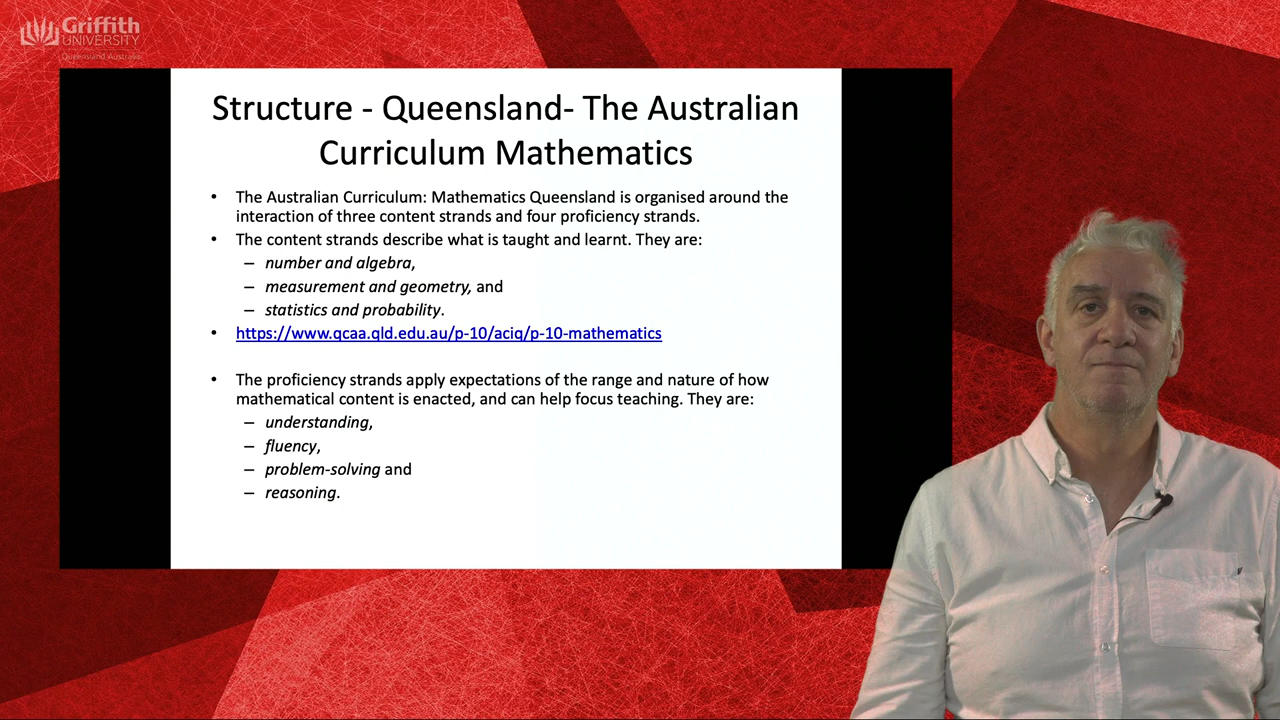 Griffith
UNIVERSITY
Queensland Australia
Structure - Queensland- The Australian
Curriculum Mathematics
• The Australian Curriculum: Mathematics Queensland is organised around the
interaction of three content strands and four proficiency strands.
• The content strands describe what is taught and learnt. They are:
– number and algebra,
– measurement and geometry, and
– statistics and probability.
• https://www.qcaa.qld.edu.au/p-10/aciq/p-10-mathematics
• The proficiency strands apply expectations of the range and nature of how
mathematical content is enacted, and can help focus teaching. They are:
– understanding,
– fluency,
– problem-solving and
– reasoning.